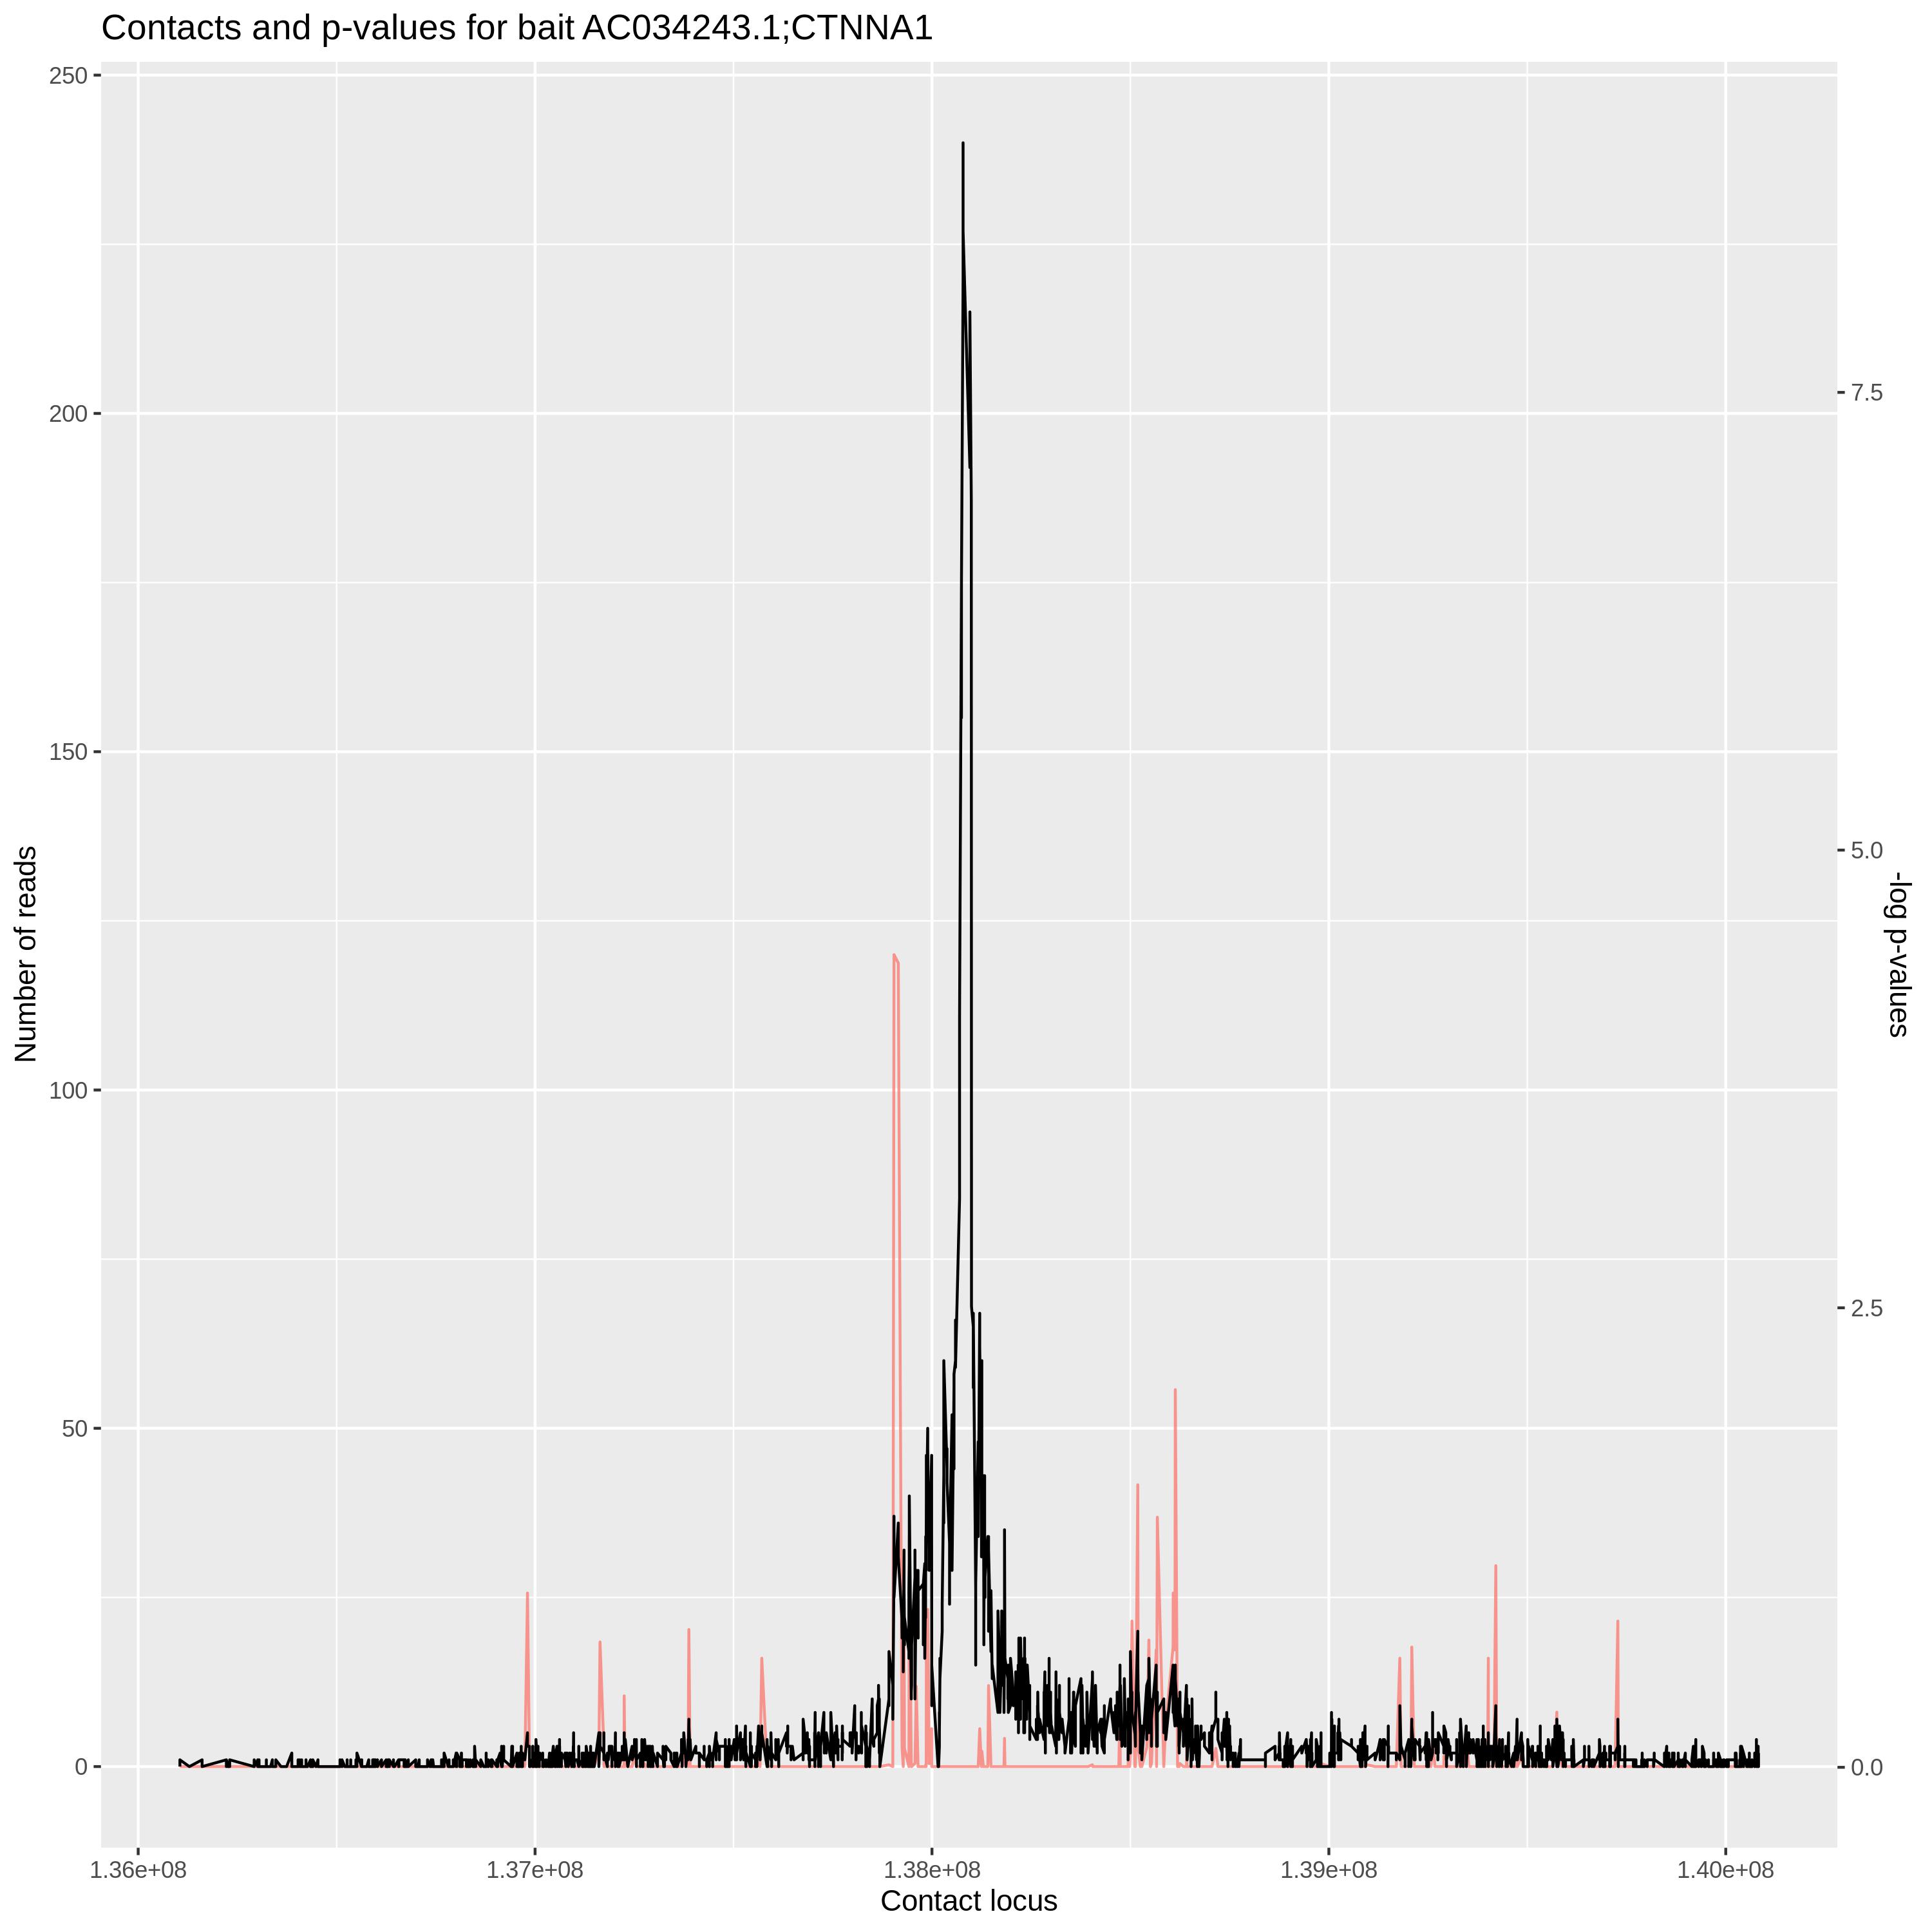 Contacts and p-values for bait AC034243.1;CTNNA1
250
200
150
100
50
0
Number of reads
7.5
5.0
2.5
0.0
-log p-values
1.36e+08
1.37e+08
1.38e+08
1.39e+08
1.40e+08
Contact locus